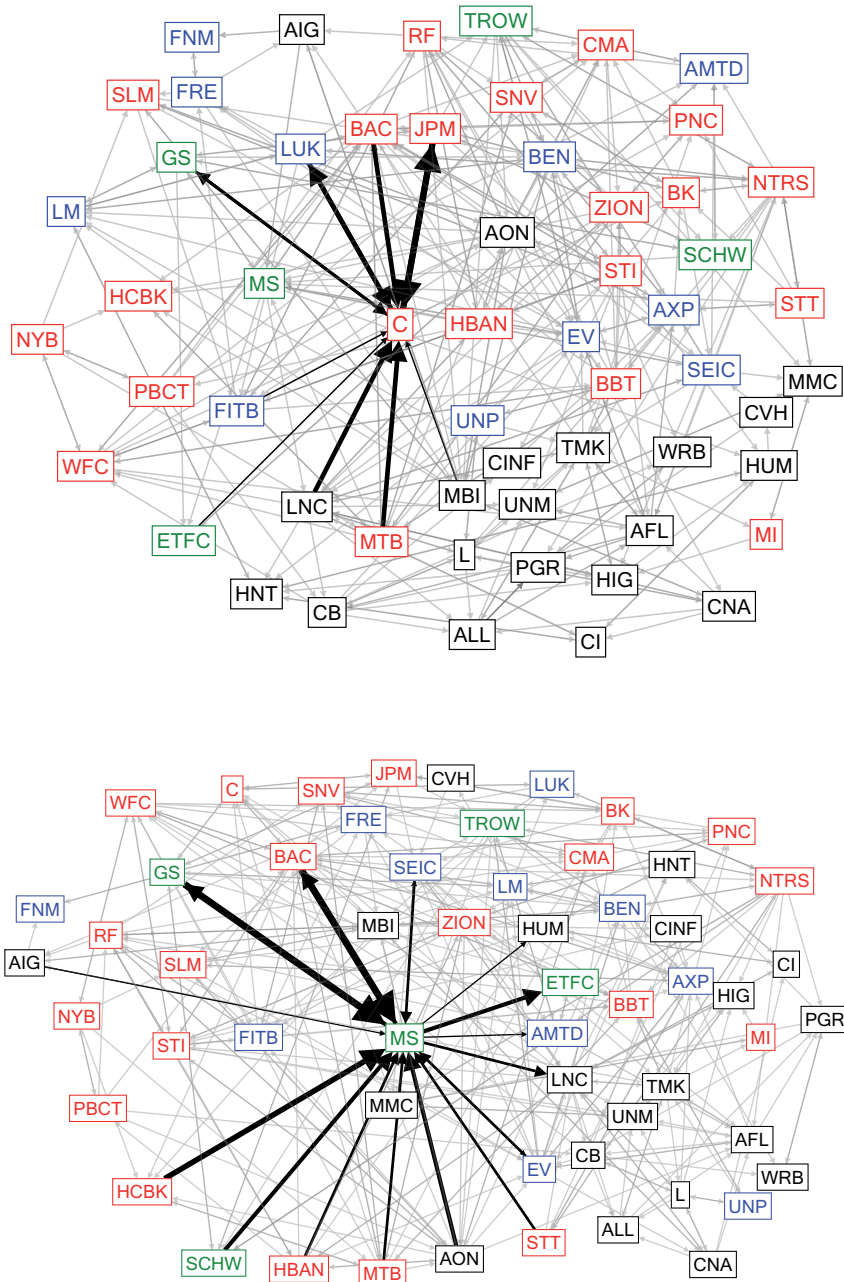 TROW
AIG
RF
FNM
CMA
AMTD
SLM
FRE
SNV
PNC
BAC
JPM
GS
LUK
BEN
NTRS
BK
LM
ZION
AON
SCHW
MS
STI
HCBK
AXP
STT
C
HBAN
EV
NYB
SEIC
MMC
PBCT
BBT
FITB
UNP
CVH
TMK
WRB
WFC
CINF
HUM
MBI
LNC
UNM
AFL
MI
ETFC
MTB
L
PGR
HIG
HNT
CB
CNA
ALL
CI
JPM
CVH
LUK
C
SNV
WFC
BK
FRE
TROW
PNC
BAC
CMA
SEIC
HNT
GS
LM
NTRS
FNM
BEN
MBI
ZION
HUM
CINF
RF
AIG
SLM
CI
ETFC
AXP
HIG
BBT
NYB
PGR
STI
FITB
MS
AMTD
MI
LNC
TMK
PBCT
MMC
UNM
AFL
CB
EV
WRB
HCBK
L
UNP
ALL
STT
SCHW
HBAN
MTB
AON
CNA